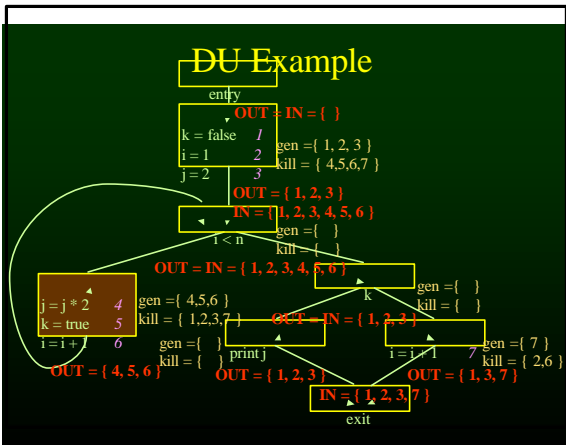 DU Example
entry
OUT = IN = { }
k = false 1
i = 1 2
j = 2 3
gen ={ 1, 2, 3 }
kill = { 4,5,6,7 }
OUT = { 1, 2, 3 }
IN = { 1, 2, 3, 4, 5, 6 }
i < n
gen ={ }
kill = { }
OUT = IN = { 1, 2, 3, 4, 5, 6 }
k
gen ={ }
kill = { }
j = j * 2 4
k = true 5
i = i + 1 6
gen ={ 4,5,6 }
kill = { 1,2,3,7 }
OUT = { 4, 5, 6 }
OUT = IN = { 1, 2, 3 }
gen ={ }
kill = { }
print j
i = i + 1 7
gen ={ 7 }
kill = { 2,6 }
OUT = { 1, 2, 3 }
OUT = { 1, 3, 7 }
IN = { 1, 2, 3, 7 }
exit